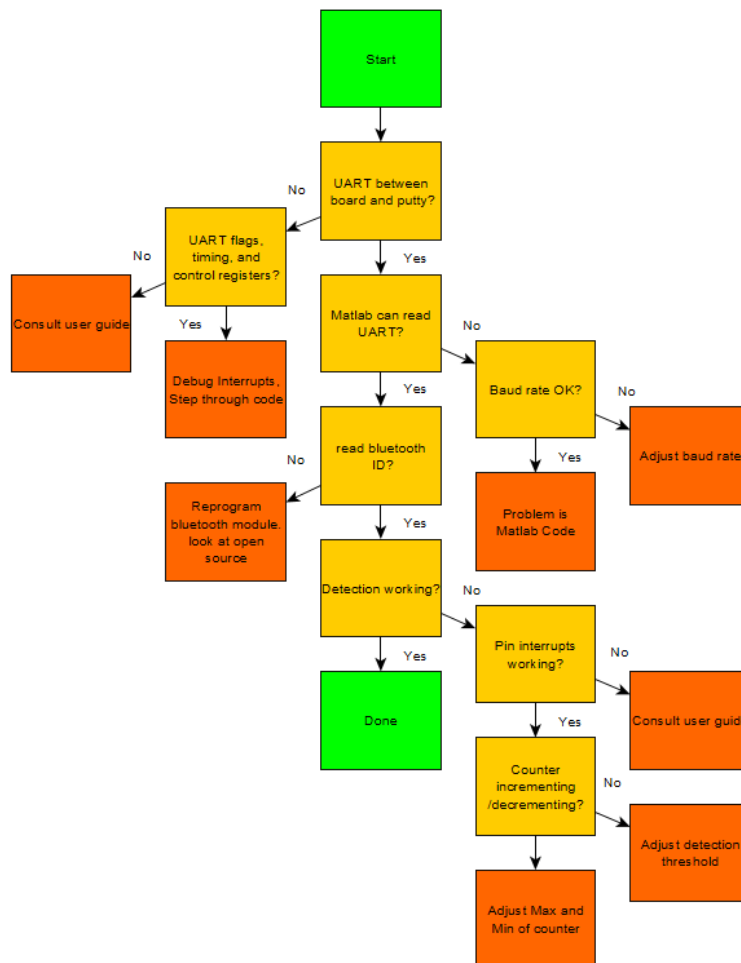 Start
No
UART between
board and putty?
UART flags,
timing, and
control registers?
No
Yes
Consult user guide
Matlab can read
UART?
No
Yes
Debug Interrupts,
Step through code
Yes
Baud rate OK?
No
read bluetooth
ID?
Adjust baud rate
No
Yes
Reprogram
bluetooth module.
look at open
source
Yes
Problem is
Matlab Code
Detection working?
No
Yes
Pin interrupts
working?
No
Done
Consult user guid
Yes
Counter
incrementing
/decrementing?
No
Adjust detection
threshold
Adjust Max and
Min of counter